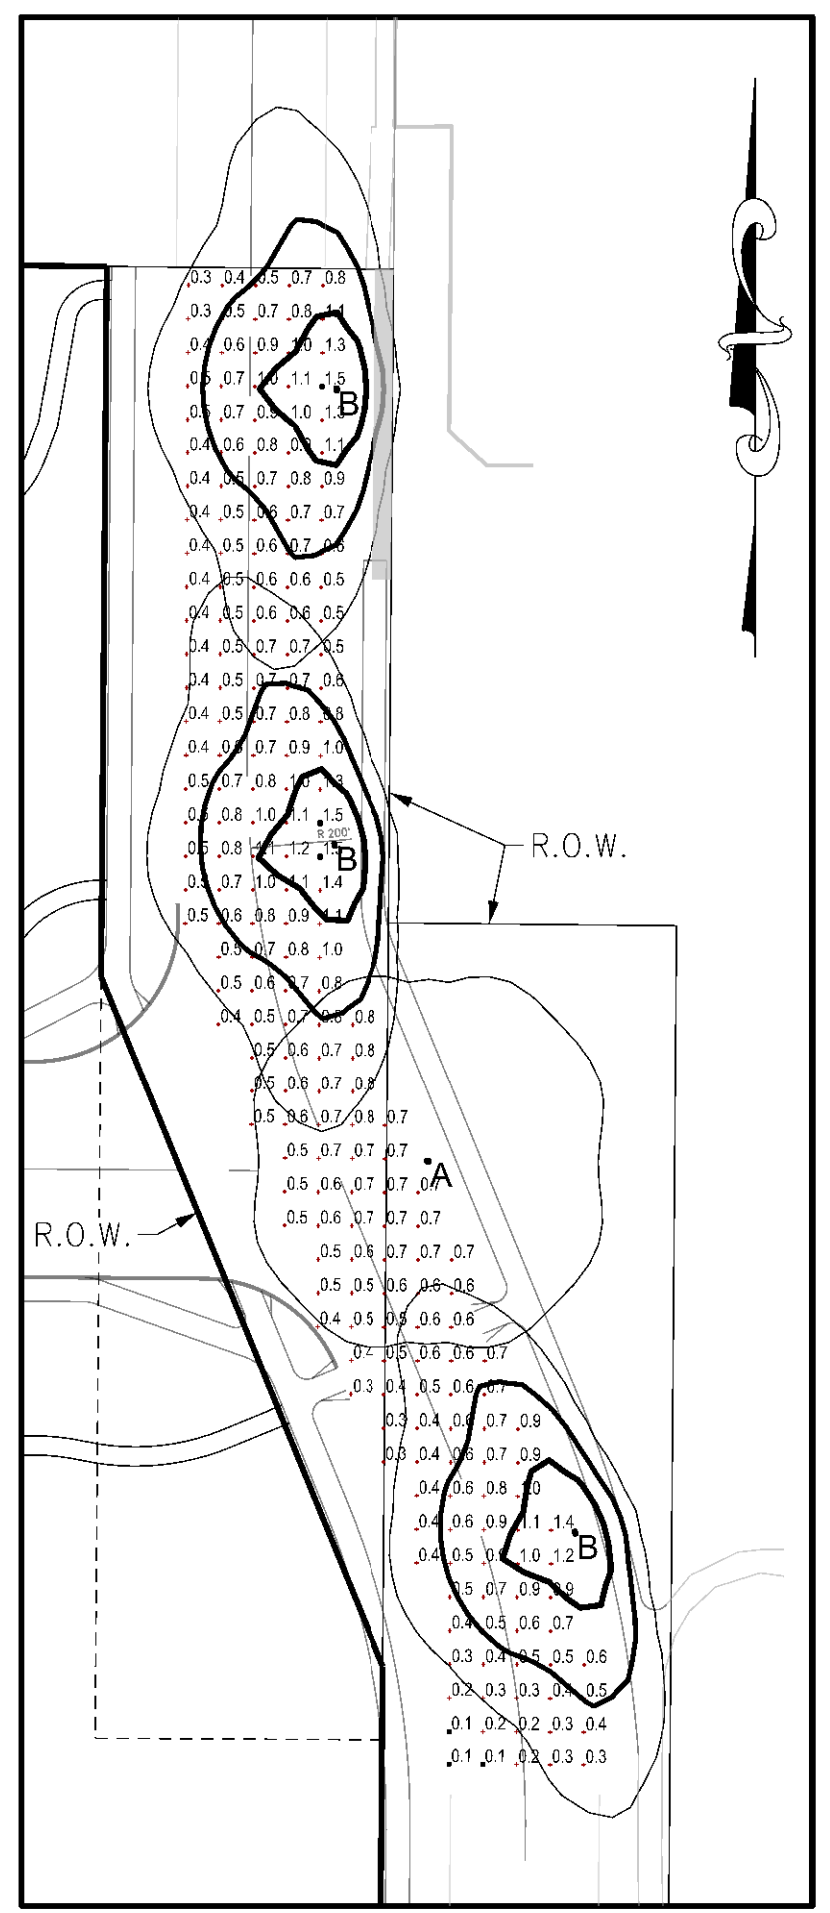 0.3 0.4 0.5 0.7 0.8
0.3 0.5 0.7 0.8 1.1
0.4 0.6 0.9 1.0 1.3
0.5 0.7 1.0 1.1 1.5
B
0.5 0.7 0.9 1.0 1.3
0.4 0.6 0.8 0.9 1.1
0.4 0.5 0.7 0.8 0.9
0.4 0.5 0.6 0.7 0.7
0.4 0.5 0.6 0.7 0.6
0.4 0.5 0.6 0.6 0.5
0.4 0.5 0.6 0.6 0.5
0.4 0.5 0.7 0.7 0.5
0.4 0.5 0.7 0.7 0.6
0.4 0.5 0.7 0.8 0.8
0.4 0.6 0.7 0.9 1.0
0.5 0.7 0.8 1.0 1.3
0.5 0.8 1.0 1.1 1.5
R 200'
R.O.W.
0.5 0.8 1.1 1.2 1.5
B
0.5 0.7 1.0 1.1 1.4
0.5 0.6 0.8 0.9 1.1
0.5 0.7 0.8 1.0
0.5 0.6 0.7 0.8
0.4 0.5 0.7 0.8 0.8
0.5 0.6 0.7 0.8
0.5 0.6 0.7 0.8
0.5 0.6 0.7 0.8 0.7
0.5 0.7 0.7 0.7
A
0.5 0.6 0.7 0.7 0.7
0.5 0.6 0.7 0.7 0.7
R.O.W.
0.5 0.6 0.7 0.7 0.7
0.5 0.5 0.6 0.6 0.6
0.4 0.5 0.5 0.6 0.6
0.4 0.5 0.6 0.6 0.7
0.3 0.4 0.5 0.6 0.7
0.3 0.4 0.6 0.7 0.9
0.3 0.4 0.6 0.7 0.9
0.4 0.6 0.8 1.0
0.4 0.6 0.9 1.1 1.4
B
0.4 0.5 0.8 1.0 1.2
0.5 0.7 0.9 0.9
0.4 0.5 0.6 0.7
0.3 0.4 0.5 0.5 0.6
0.2 0.3 0.3 0.4 0.5
0.1 0.2 0.2 0.3 0.4
0.1 0.1 0.2 0.3 0.3